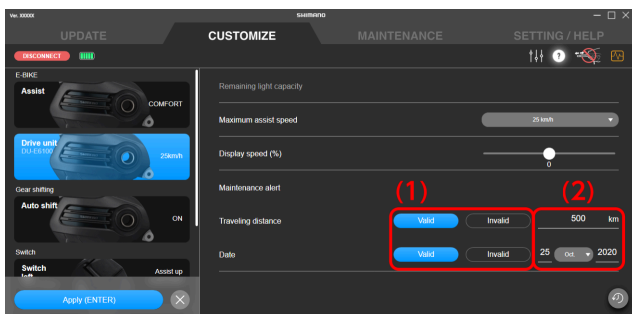 Ver. XXXXX
SHIMANO
UPDATE
CUSTOMIZE
MAINTENANCE
SETTING / HELP
DISCONNECT
?
E-BIKE
Assist
COMFORT
Drive unit
DU-E6100
25km/h
Gear shifting
Auto shift
ON
Switch
Switch
left
Assist up
Apply (ENTER)
Remaining light capacity
Maximum assist speed
25 km/h
Display speed (%)
0
Maintenance alert
(1)
(2)
Traveling distance
Valid
Invalid
500 km
Date
Valid
Invalid
25 Oct. 2020